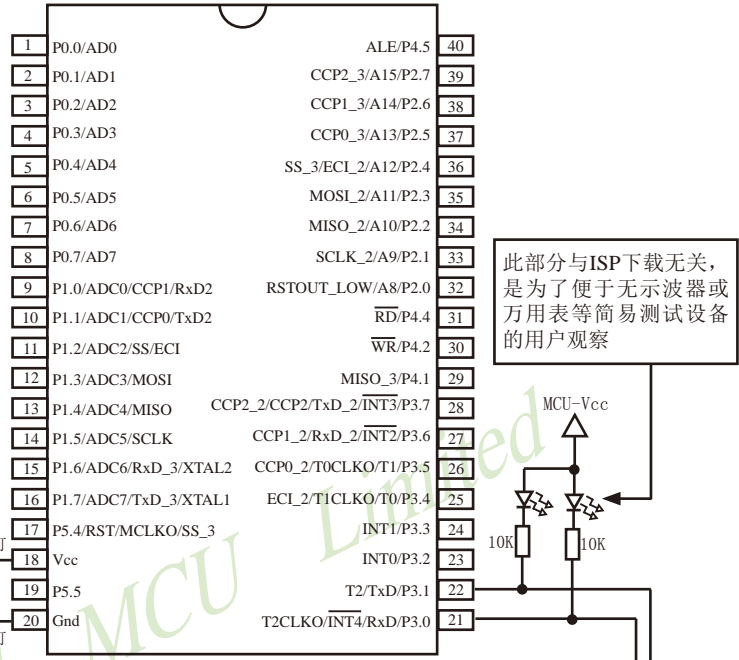 1 P0.0/AD0 ALE/P4.5 40
2 P0.1/AD1 CCP2_3/A15/P2.7 39
3 P0.2/AD2 CCP1_3/A14/P2.6 38
4 P0.3/AD3 CCP0_3/A13/P2.5 37
5 P0.4/AD4 SS_3/ECI_2/A12/P2.4 36
6 P0.5/AD5 MOSI_2/A11/P2.3 35
7 P0.6/AD6 MISO_2/A10/P2.2 34
8 P0.7/AD7 SCLK_2/A9/P2.1 33
9 P1.0/ADC0/CCP1/RxD2 RSTOUT_LOW/A8/P2.0 32
10 P1.1/ADC1/CCP0/TxD2 RD/P4.4 31
11 P1.2/ADC2/SS/ECI WR/P4.2 30
12 P1.3/ADC3/MOSI MISO_3/P4.1 29
13 P1.4/ADC4/MISO CCP2_2/CCP2/TxD_2/INT3/P3.7 28
14 P1.5/ADC5/SCLK CCP1_2/RxD_2/INT2/P3.6 27
15 P1.6/ADC6/RxD_3/XTAL2 CCP0_2/T0CLKO/T1/P3.5 26
16 P1.7/ADC7/TxD_3/XTAL1 ECI_2/T1CLKO/T0/P3.4 25
17 P5.4/RST/MCLKO/SS_3 INT1/P3.3 24
18 Vcc INT0/P3.2 23
19 P5.5 T2/TxD/P3.1 22
20 Gnd T2CLKO/INT4/RxD/P3.0 21
此部分与ISP下载无关，
是为了便于无示波器或
万用表等简易测试设备
的用户观察
MCU-Vcc
10K 10K
MCU Limited